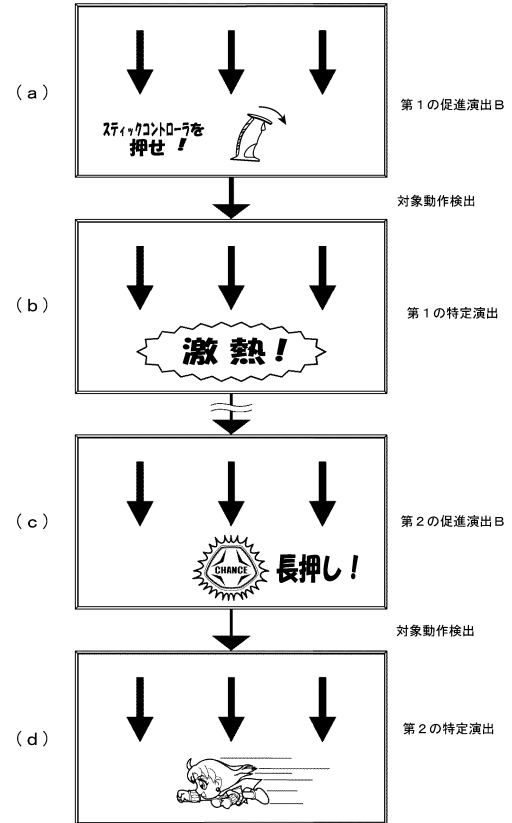 (a)
第1の促進演出B
スティックコントローラを
押せ!
対象動作検出
(b)
第1の特定演出
激熱!
(c)
第2の促進演出B
CHANCE
長押し!
対象動作検出
(d)
第2の特定演出